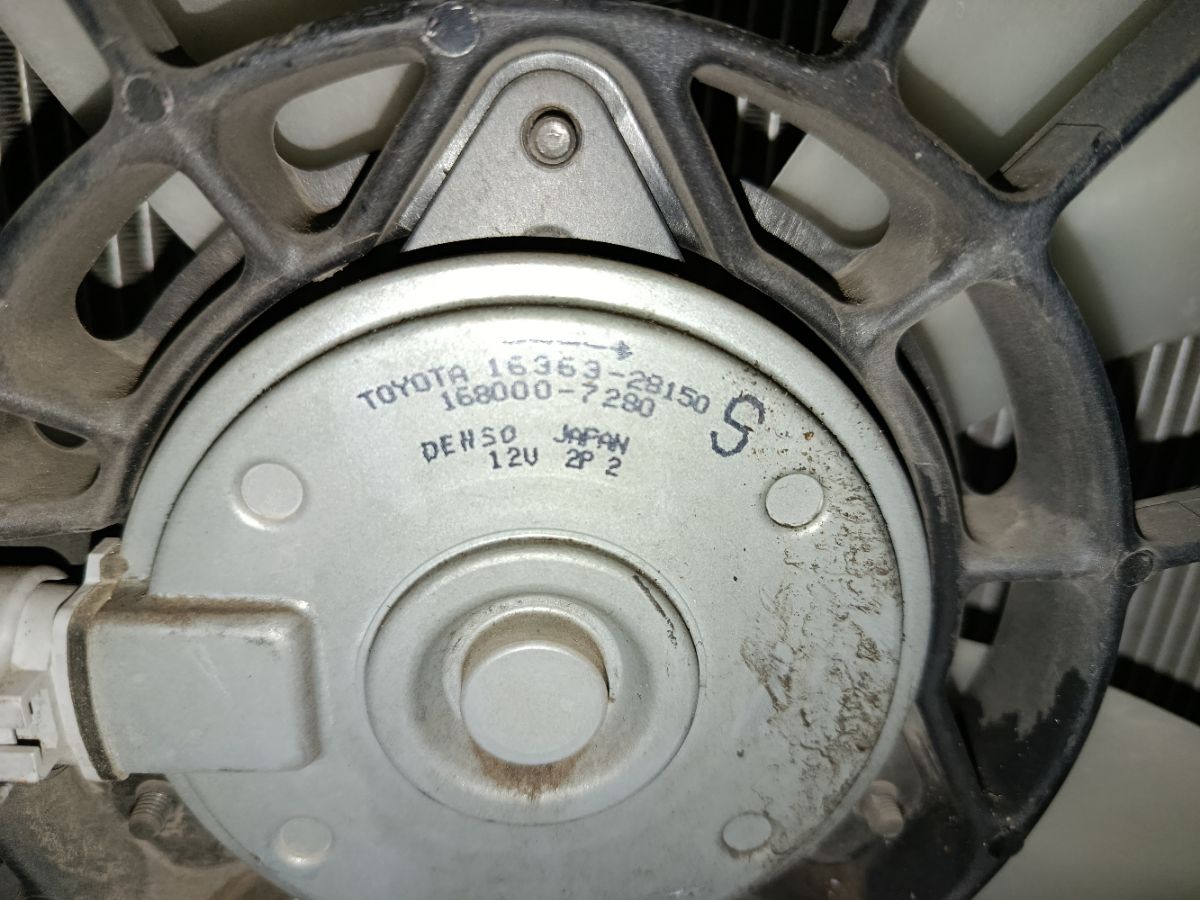 TOYOTA 16363-28150
168000-7280 S
DENSO JAPAN
12V 2P 2